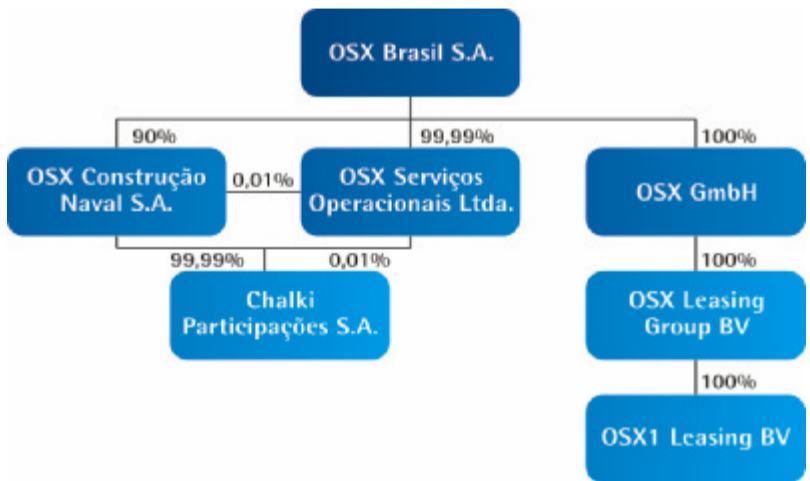 OSX Brasil S.A.
90%
99,99%
100%
OSX Construção
Naval S.A.
0,01%
OSX Serviços
Operacionais Ltda.
OSX GmbH
99,99%
0,01%
100%
Chalki
Participações S.A.
OSX Leasing
Group BV
100%
OSX1 Leasing BV